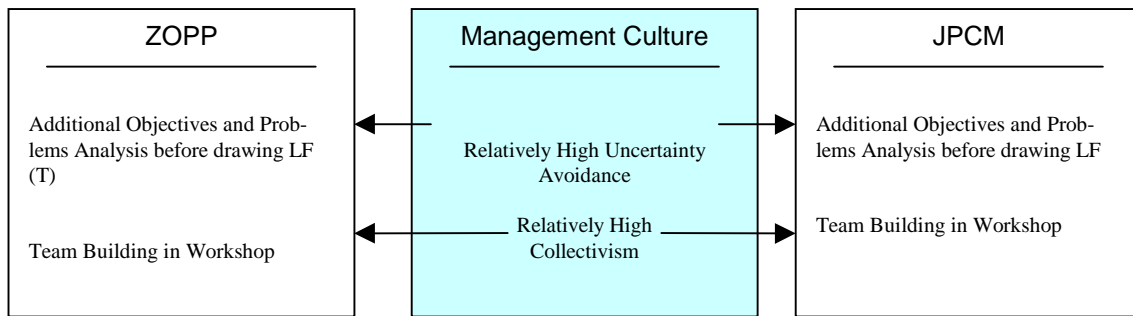 ZOPP
Additional Objectives and Prob-
lems Analysis before drawing LF
(T)
Team Building in Workshop
Management Culture
Relatively High Uncertainty
Avoidance
Relatively High
Collectivism
JPCM
Additional Objectives and Prob-
lems Analysis before drawing LF
Team Building in Workshop